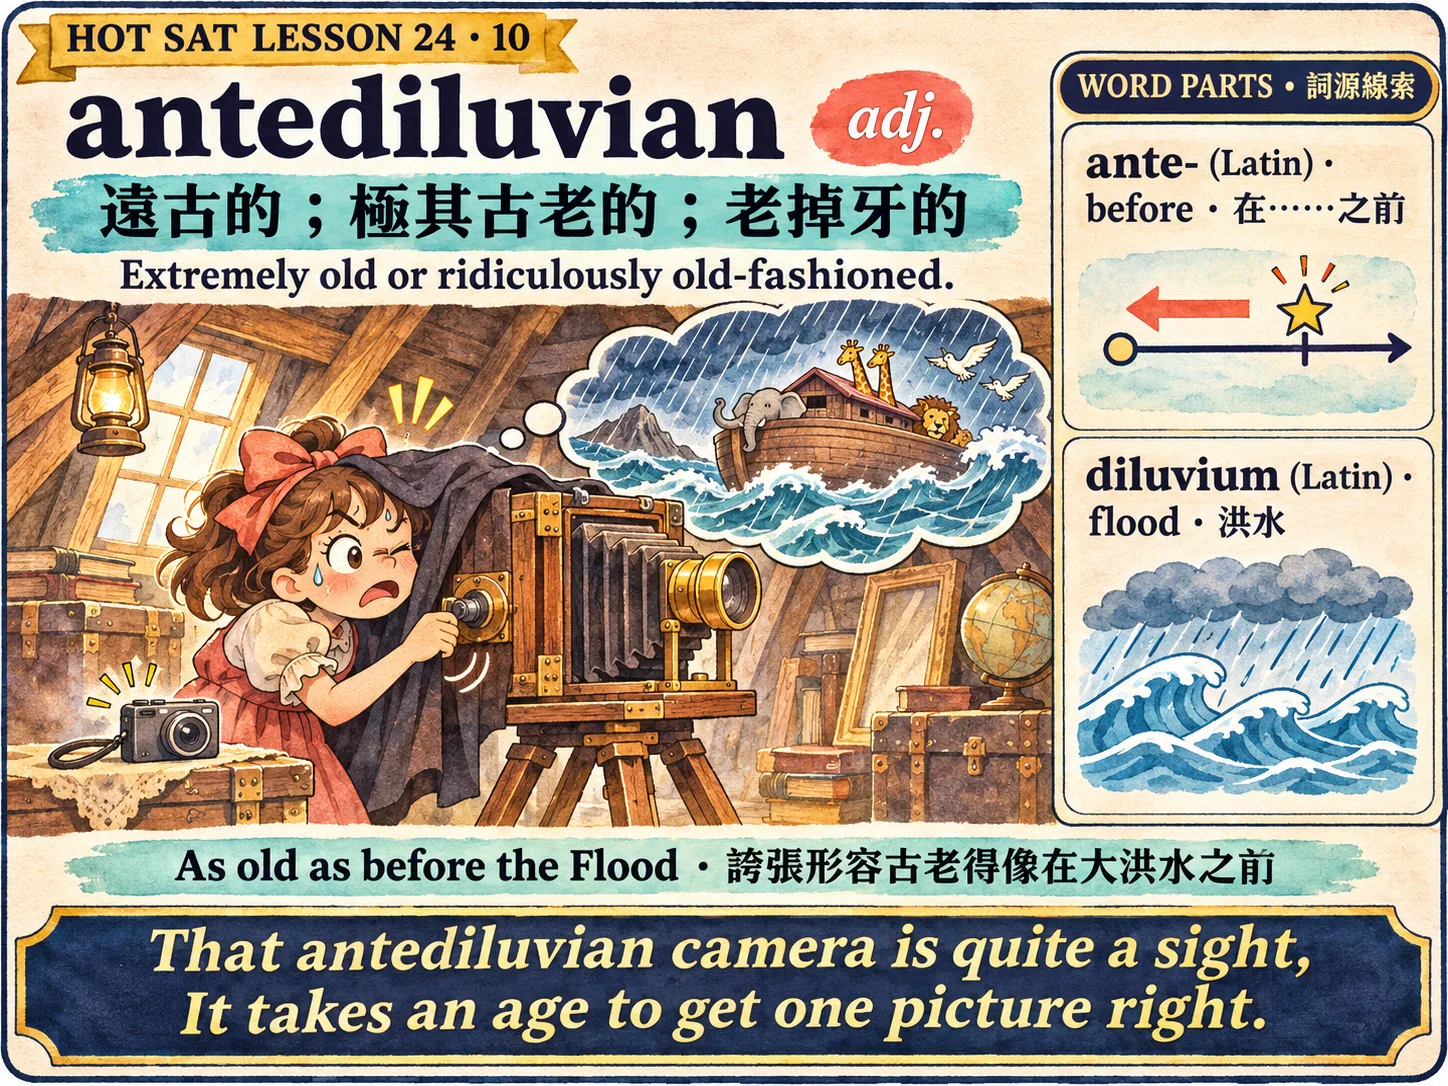 HOT SAT LESSON 24 · 10
antediluvian adj.
遠古的；極其古老的；老掉牙的
Extremely old or ridiculously old-fashioned.
WORD PARTS · 詞源線索
ante- (Latin) ·
before · 在……之前
diluvium (Latin) ·
flood · 洪水
As old as before the Flood · 誇張形容古老得像在大洪水之前
That antediluvian camera is quite a sight,
It takes an age to get one picture right.